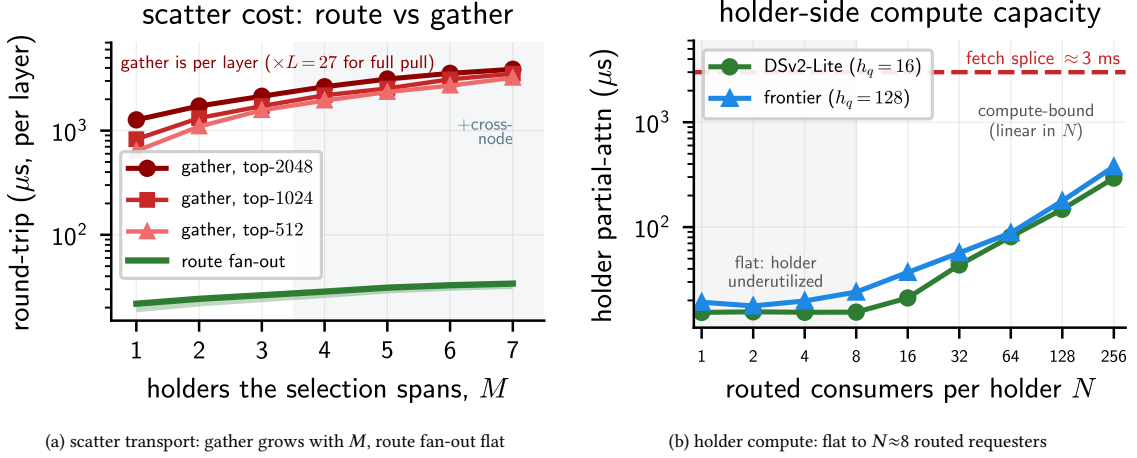 scatter cost: route vs gather
gather is per layer (×L = 27 for full pull)
+cross-
node
gather, top-2048
gather, top-1024
gather, top-512
route fan-out
10³
10²
round-trip (μs, per layer)
1 2 3 4 5 6 7
holders the selection spans, M
(a) scatter transport: gather grows with M, route fan-out flat
holder-side compute capacity
DSv2-Lite (h_q = 16)
frontier (h_q = 128)
fetch splice ≈3 ms
compute-bound
(linear in N)
flat: holder
underutilized
10³
10²
holder partial-attn (μs)
1 2 4 8 16 32 64 128 256
routed consumers per holder N
(b) holder compute: flat to N≈8 routed requesters